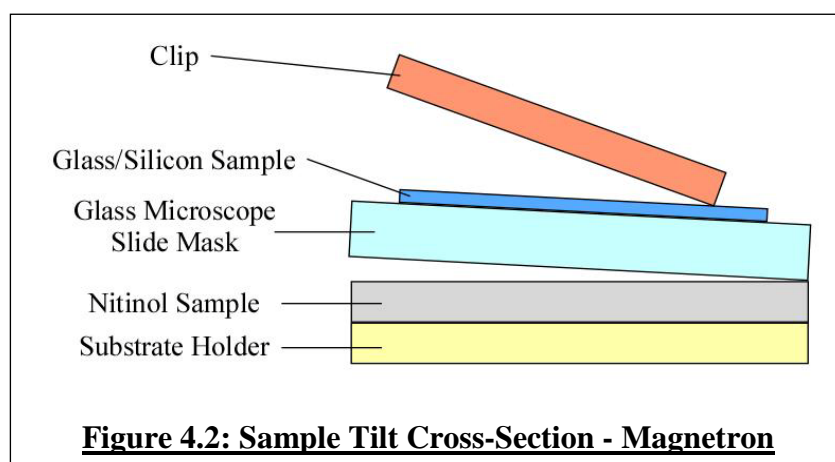 Clip
Glass/Silicon Sample
Glass Microscope
Slide Mask
Nitinol Sample
Substrate Holder
Figure 4.2: Sample Tilt Cross-Section - Magnetron